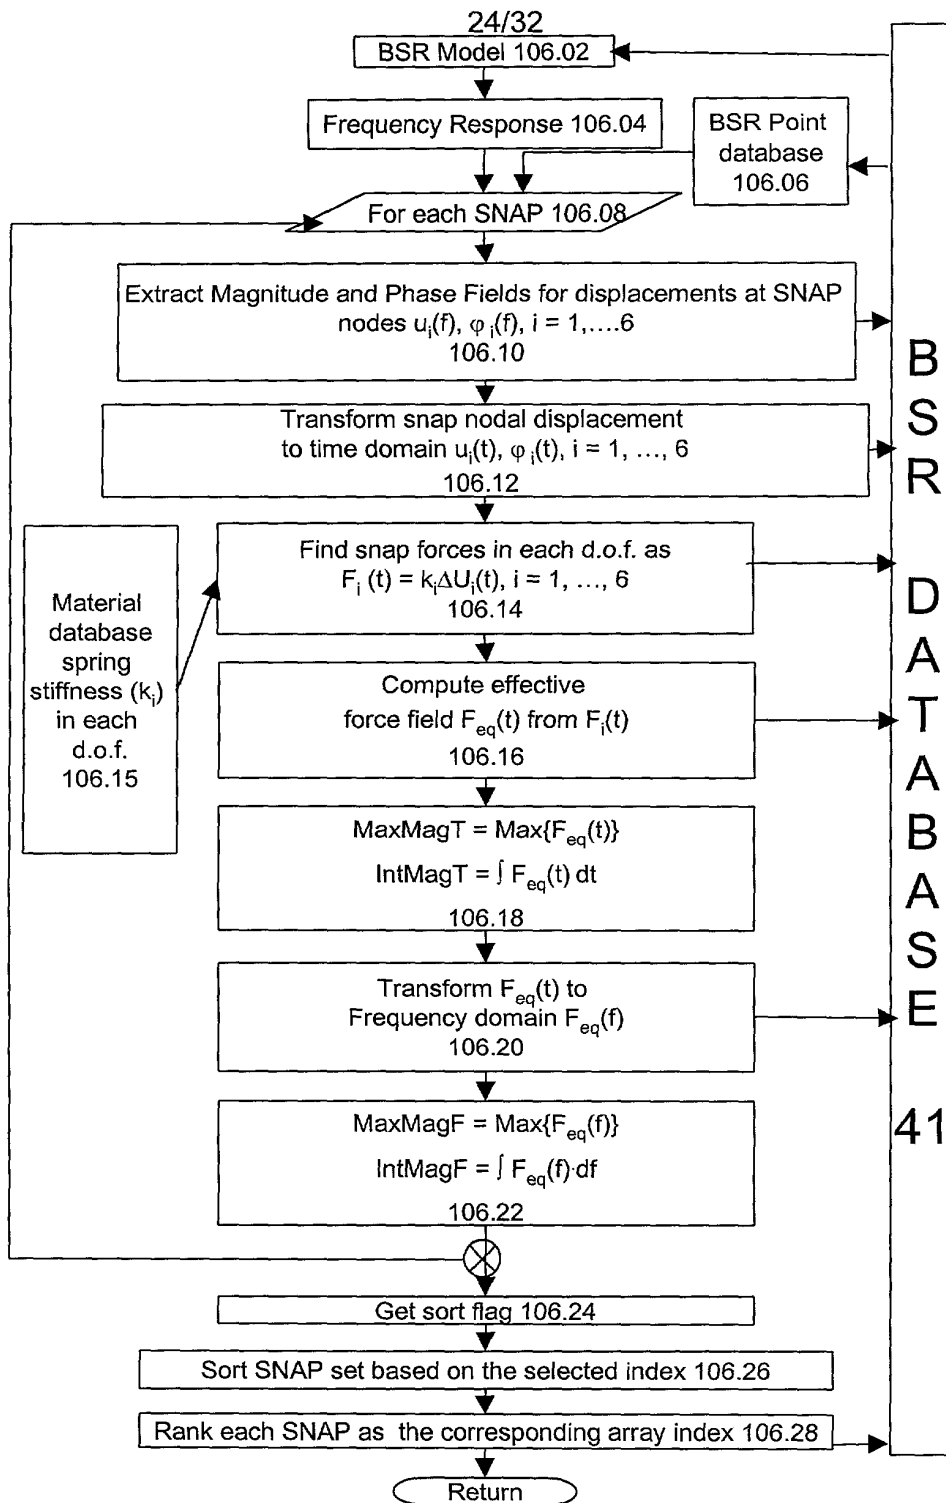 24/32
BSR Model 106.02
Frequency Response 106.04
BSR Point
database
106.06
For each SNAP 106.08
Extract Magnitude and Phase Fields for displacements at SNAP
nodes uᵢ(f), φᵢ(f), i = 1,....6
106.10
Transform snap nodal displacement
to time domain uᵢ(t), φᵢ(t), i = 1, ..., 6
106.12
Find snap forces in each d.o.f. as
Fᵢ (t) = kᵢΔUᵢ(t), i = 1, ..., 6
106.14
Material
database
spring
stiffness (kᵢ)
in each
d.o.f.
106.15
Compute effective
force field F_eq(t) from Fᵢ(t)
106.16
MaxMagT = Max{F_eq(t)}
IntMagT = ∫ F_eq(t) dt
106.18
Transform F_eq(t) to
Frequency domain F_eq(f)
106.20
MaxMagF = Max{F_eq(f)}
IntMagF = ∫ F_eq(f)·df
106.22
Get sort flag 106.24
Sort SNAP set based on the selected index 106.26
Rank each SNAP as the corresponding array index 106.28
Return
BSR DATABASE
41